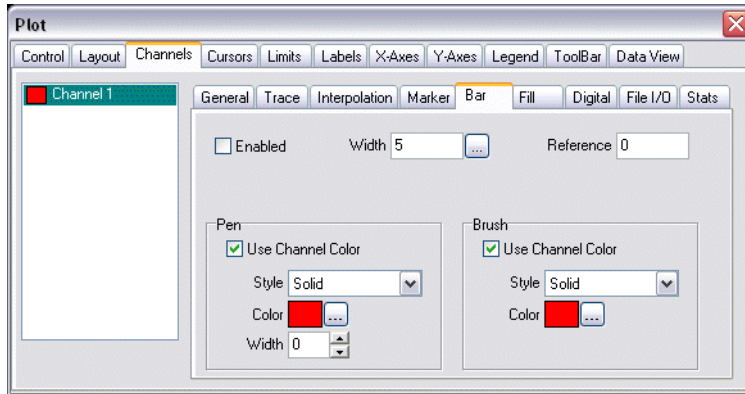 Plot
Control Layout Channels Cursors Limits Labels X-Axes Y-Axes Legend ToolBar Data View
Channel 1
General Trace Interpolation Marker Bar Fill Digital File I/O Stats
Enabled Width 5 ... Reference 0
Pen Brush
Use Channel Color Use Channel Color
Style Solid Style Solid
Color ... Color ...
Width 0